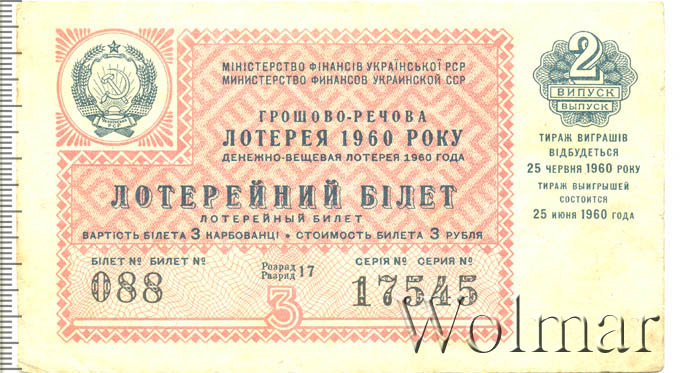 МІНІСТЕРСТВО ФІНАНСІВ УКРАЇНСЬКОЇ РСР
МИНИСТЕРСТВО ФИНАНСОВ УКРАИНСКОЙ ССР
ГРОШОВО-РЕЧОВА
ЛОТЕРЕЯ 1960 РОКУ
ДЕНЕЖНО-ВЕЩЕВАЯ ЛОТЕРЕЯ 1960 ГОДА
ЛОТЕРЕЙНИЙ БІЛЕТ
ЛОТЕРЕЙНЫЙ БИЛЕТ
ВАРТІСТЬ БІЛЕТА 3 КАРБОВАНЦІ • СТОИМОСТЬ БИЛЕТА 3 РУБЛЯ
БІЛЕТ № БИЛЕТ №
088
Розряд
Разряд 17
3
СЕРІЯ № СЕРИЯ №
17545
2
ВИПУСК
ВЫПУСК
ТИРАЖ ВИГРАШІВ
ВІДБУДЕТЬСЯ
25 ЧЕРВНЯ 1960 РОКУ
ТИРАЖ ВЫИГРЫШЕЙ
СОСТОИТСЯ
25 ИЮНЯ 1960 ГОДА
Wolmar